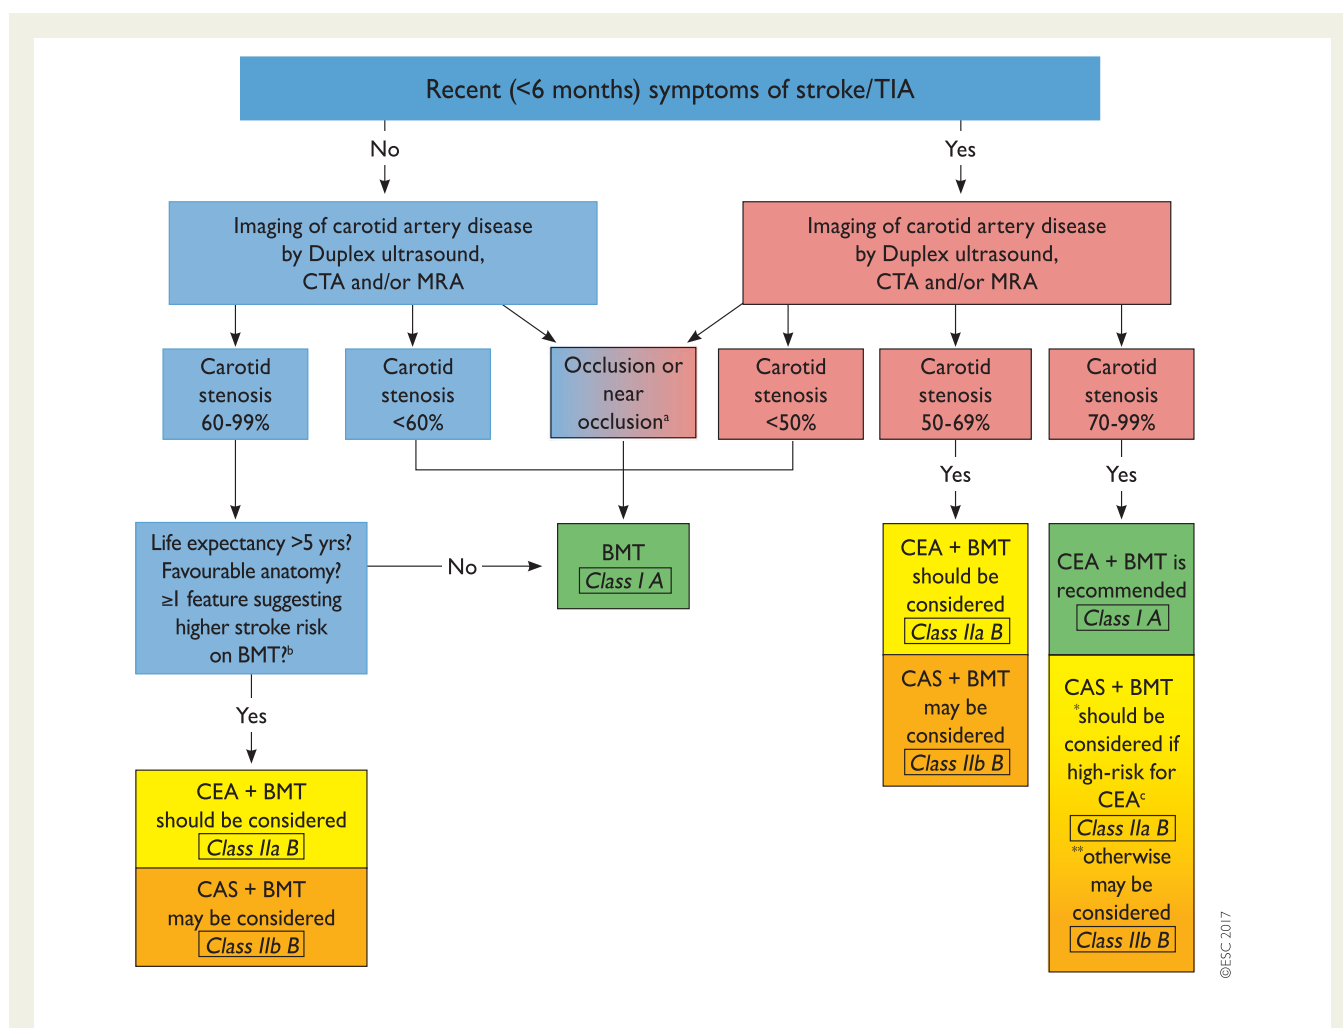 Recent (<6 months) symptoms of stroke/TIA
No
Yes
Imaging of carotid artery disease
by Duplex ultrasound,
CTA and/or MRA
Imaging of carotid artery disease
by Duplex ultrasound,
CTA and/or MRA
Carotid
stenosis
60-99%
Carotid
stenosis
<60%
Occlusion or
near
occlusionᵃ
Carotid
stenosis
<50%
Carotid
stenosis
50-69%
Carotid
stenosis
70-99%
Yes
Yes
Life expectancy >5 yrs?
Favourable anatomy?
≥1 feature suggesting
higher stroke risk
on BMT?ᵇ
No
BMT
Class I A
CEA + BMT
should be
considered
Class IIa B
CAS + BMT
may be
considered
Class IIb B
CEA + BMT is
recommended
Class I A
CAS + BMT
*should be
considered if
high-risk for
CEAᶜ
Class IIa B
**otherwise
may be
considered
Class IIb B
Yes
CEA + BMT
should be considered
Class IIa B
CAS + BMT
may be considered
Class IIb B
©ESC 2017